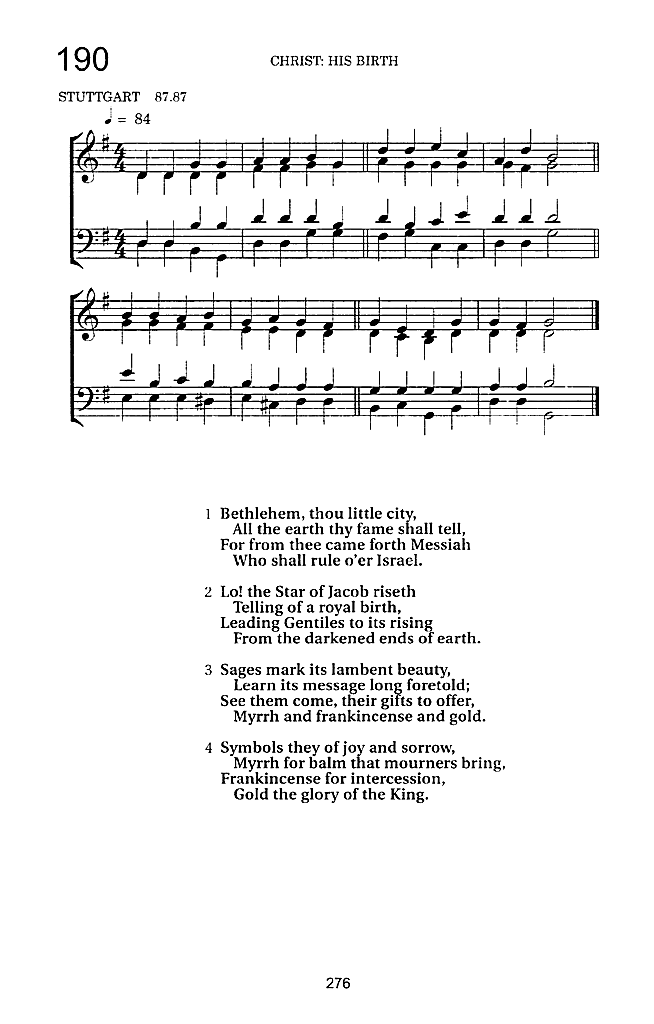 190
CHRIST: HIS BIRTH
STUTTGART 87.87
♩ = 84
1 Bethlehem, thou little city,
All the earth thy fame shall tell,
For from thee came forth Messiah
Who shall rule o'er Israel.
2 Lo! the Star of Jacob riseth
Telling of a royal birth,
Leading Gentiles to its rising
From the darkened ends of earth.
3 Sages mark its lambent beauty,
Learn its message long foretold;
See them come, their gifts to offer,
Myrrh and frankincense and gold.
4 Symbols they of joy and sorrow,
Myrrh for balm that mourners bring,
Frankincense for intercession,
Gold the glory of the King.
276